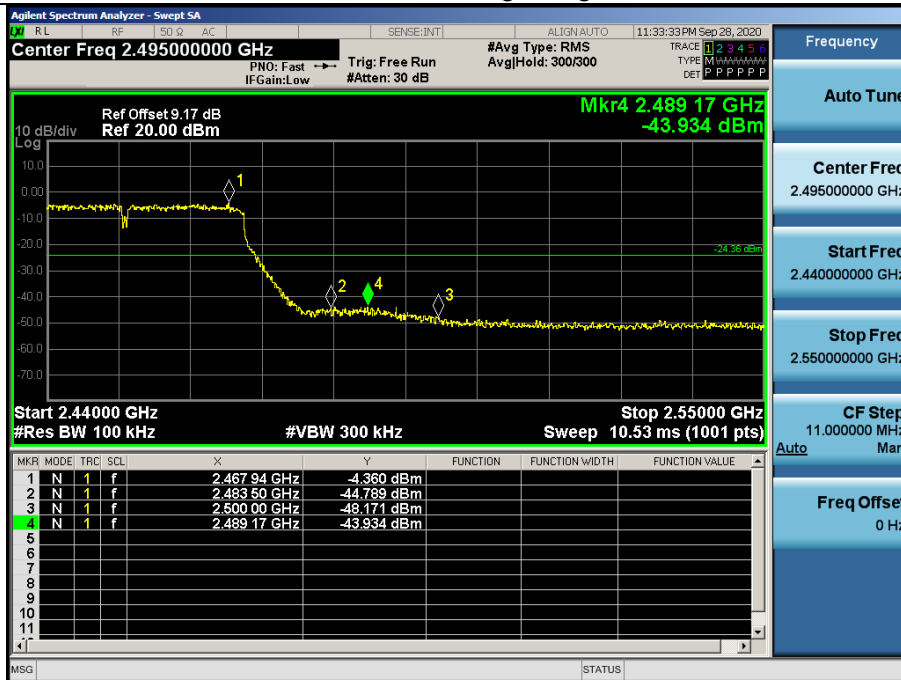 Agilent Spectrum Analyzer - Swept SA
LXI RL RF 50 Ω AC SENSE:INT ALIGN AUTO 11:33:33 PM Sep 28, 2020
Center Freq 2.495000000 GHz
PNO: Fast
IFGain:Low
Trig: Free Run
#Atten: 30 dB
#Avg Type: RMS
Avg|Hold: 300/300
TRACE 1 2 3 4 5 6
TYPE M W W W W W
DET P P P P P P
Mkr4 2.489 17 GHz
-43.934 dBm
Ref Offset 9.17 dB
10 dB/div Ref 20.00 dBm
Log
10.0
0.00
-10.0
-20.0
-30.0
-40.0
-50.0
-60.0
-70.0
1
2
4
3
-24.36 dBm
Start 2.44000 GHz Stop 2.55000 GHz
#Res BW 100 kHz #VBW 300 kHz Sweep 10.53 ms (1001 pts)
MKR MODE TRC SCL X Y FUNCTION FUNCTION WIDTH FUNCTION VALUE
1 N 1 f 2.467 94 GHz -4.360 dBm
2 N 1 f 2.483 50 GHz -44.789 dBm
3 N 1 f 2.500 00 GHz -48.171 dBm
4 N 1 f 2.489 17 GHz -43.934 dBm
5
6
7
8
9
10
11
MSG STATUS
Frequency
Auto Tune
Center Freq
2.495000000 GHz
Start Freq
2.440000000 GHz
Stop Freq
2.550000000 GHz
CF Step
11.000000 MHz
Auto Man
Freq Offset
0 Hz